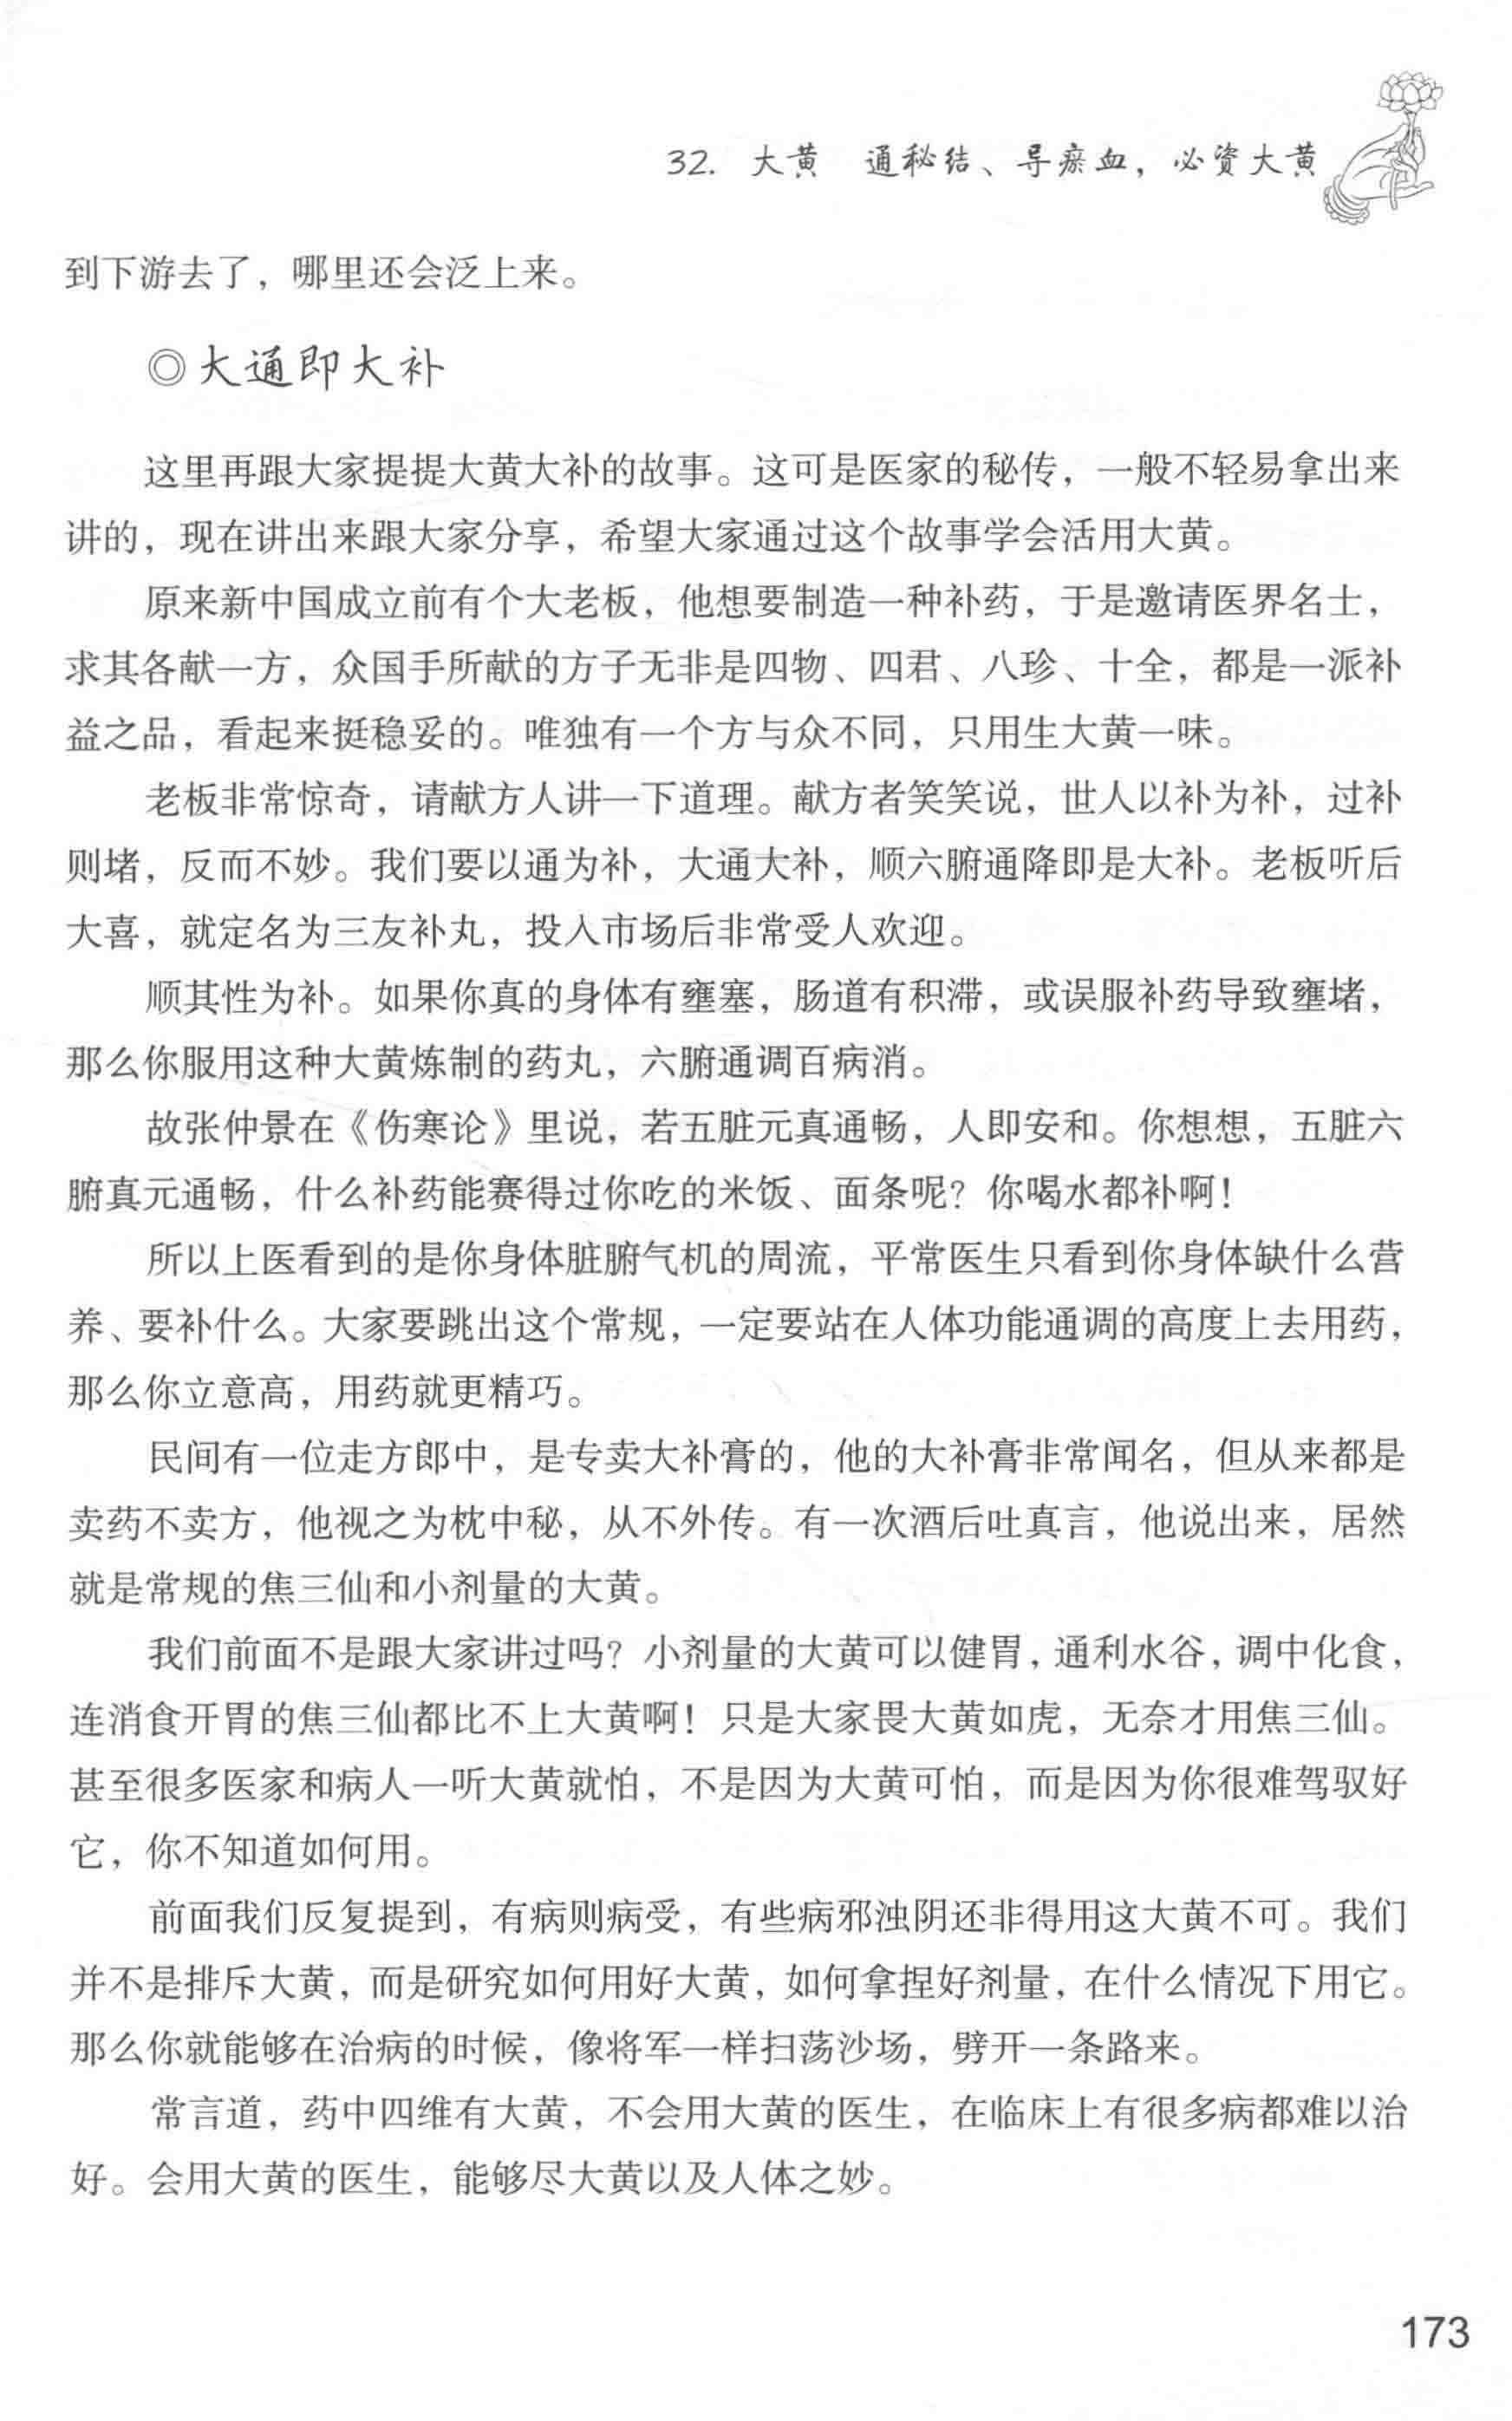 32. 大黄　通秘结、导瘀血，必资大黄
到下游去了，哪里还会泛上来。
◎大通即大补
这里再跟大家提提大黄大补的故事。这可是医家的秘传，一般不轻易拿出来
讲的，现在讲出来跟大家分享，希望大家通过这个故事学会活用大黄。
原来新中国成立前有个大老板，他想要制造一种补药，于是邀请医界名士，
求其各献一方，众国手所献的方子无非是四物、四君、八珍、十全，都是一派补
益之品，看起来挺稳妥的。唯独有一个方与众不同，只用生大黄一味。
老板非常惊奇，请献方人讲一下道理。献方者笑笑说，世人以补为补，过补
则堵，反而不妙。我们要以通为补，大通大补，顺六腑通降即是大补。老板听后
大喜，就定名为三友补丸，投入市场后非常受人欢迎。
顺其性为补。如果你真的身体有壅塞，肠道有积滞，或误服补药导致壅堵，
那么你服用这种大黄炼制的药丸，六腑通调百病消。
故张仲景在《伤寒论》里说，若五脏元真通畅，人即安和。你想想，五脏六
腑真元通畅，什么补药能赛得过你吃的米饭、面条呢？你喝水都补啊！
所以上医看到的是你身体脏腑气机的周流，平常医生只看到你身体缺什么营
养、要补什么。大家要跳出这个常规，一定要站在人体功能通调的高度上去用药，
那么你立意高，用药就更精巧。
民间有一位走方郎中，是专卖大补膏的，他的大补膏非常闻名，但从来都是
卖药不卖方，他视之为枕中秘，从不外传。有一次酒后吐真言，他说出来，居然
就是常规的焦三仙和小剂量的大黄。
我们前面不是跟大家讲过吗？小剂量的大黄可以健胃，通利水谷，调中化食，
连消食开胃的焦三仙都比不上大黄啊！只是大家畏大黄如虎，无奈才用焦三仙。
甚至很多医家和病人一听大黄就怕，不是因为大黄可怕，而是因为你很难驾驭好
它，你不知道如何用。
前面我们反复提到，有病则病受，有些病邪浊阴还非得用这大黄不可。我们
并不是排斥大黄，而是研究如何用好大黄，如何拿捏好剂量，在什么情况下用它。
那么你就能够在治病的时候，像将军一样扫荡沙场，劈开一条路来。
常言道，药中四维有大黄，不会用大黄的医生，在临床上有很多病都难以治
好。会用大黄的医生，能够尽大黄以及人体之妙。
173